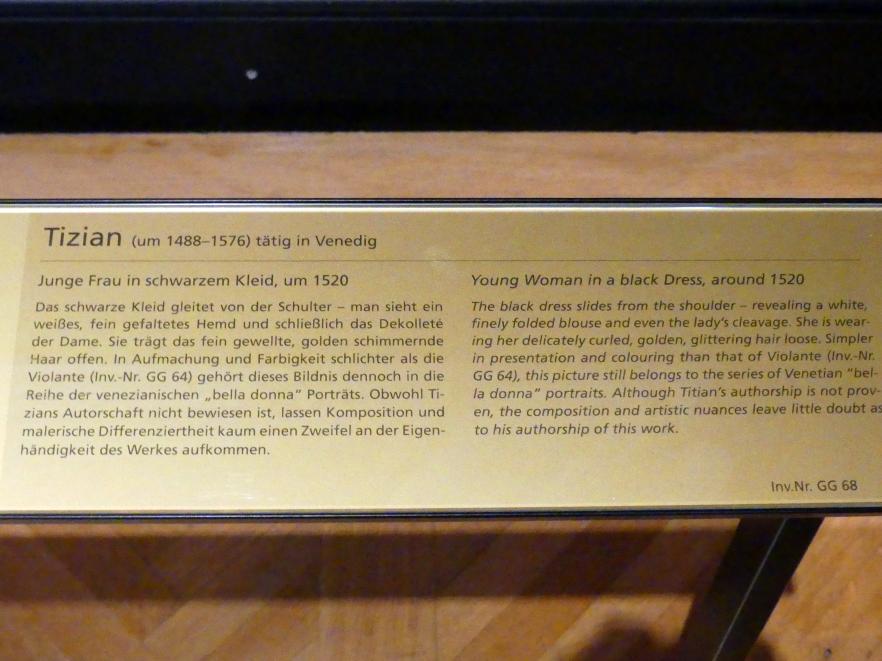 Tizian (um 1488–1576) tätig in Venedig
Junge Frau in schwarzem Kleid, um 1520
Das schwarze Kleid gleitet von der Schulter – man sieht ein
weißes, fein gefaltetes Hemd und schließlich das Dekolleté
der Dame. Sie trägt das fein gewellte, golden schimmernde
Haar offen. In Aufmachung und Farbigkeit schlichter als die
Violante (Inv.-Nr. GG 64) gehört dieses Bildnis dennoch in die
Reihe der venezianischen „bella donna“ Porträts. Obwohl Ti-
zians Autorschaft nicht bewiesen ist, lassen Komposition und
malerische Differenziertheit kaum einen Zweifel an der Eigen-
händigkeit des Werkes aufkommen.
Young Woman in a black Dress, around 1520
The black dress slides from the shoulder – revealing a white,
finely folded blouse and even the lady's cleavage. She is wear-
ing her delicately curled, golden, glittering hair loose. Simpler
in presentation and colouring than that of Violante (Inv.-Nr.
GG 64), this picture still belongs to the series of Venetian “bel-
la donna” portraits. Although Titian's authorship is not prov-
en, the composition and artistic nuances leave little doubt as
to his authorship of this work.
Inv.Nr. GG 68